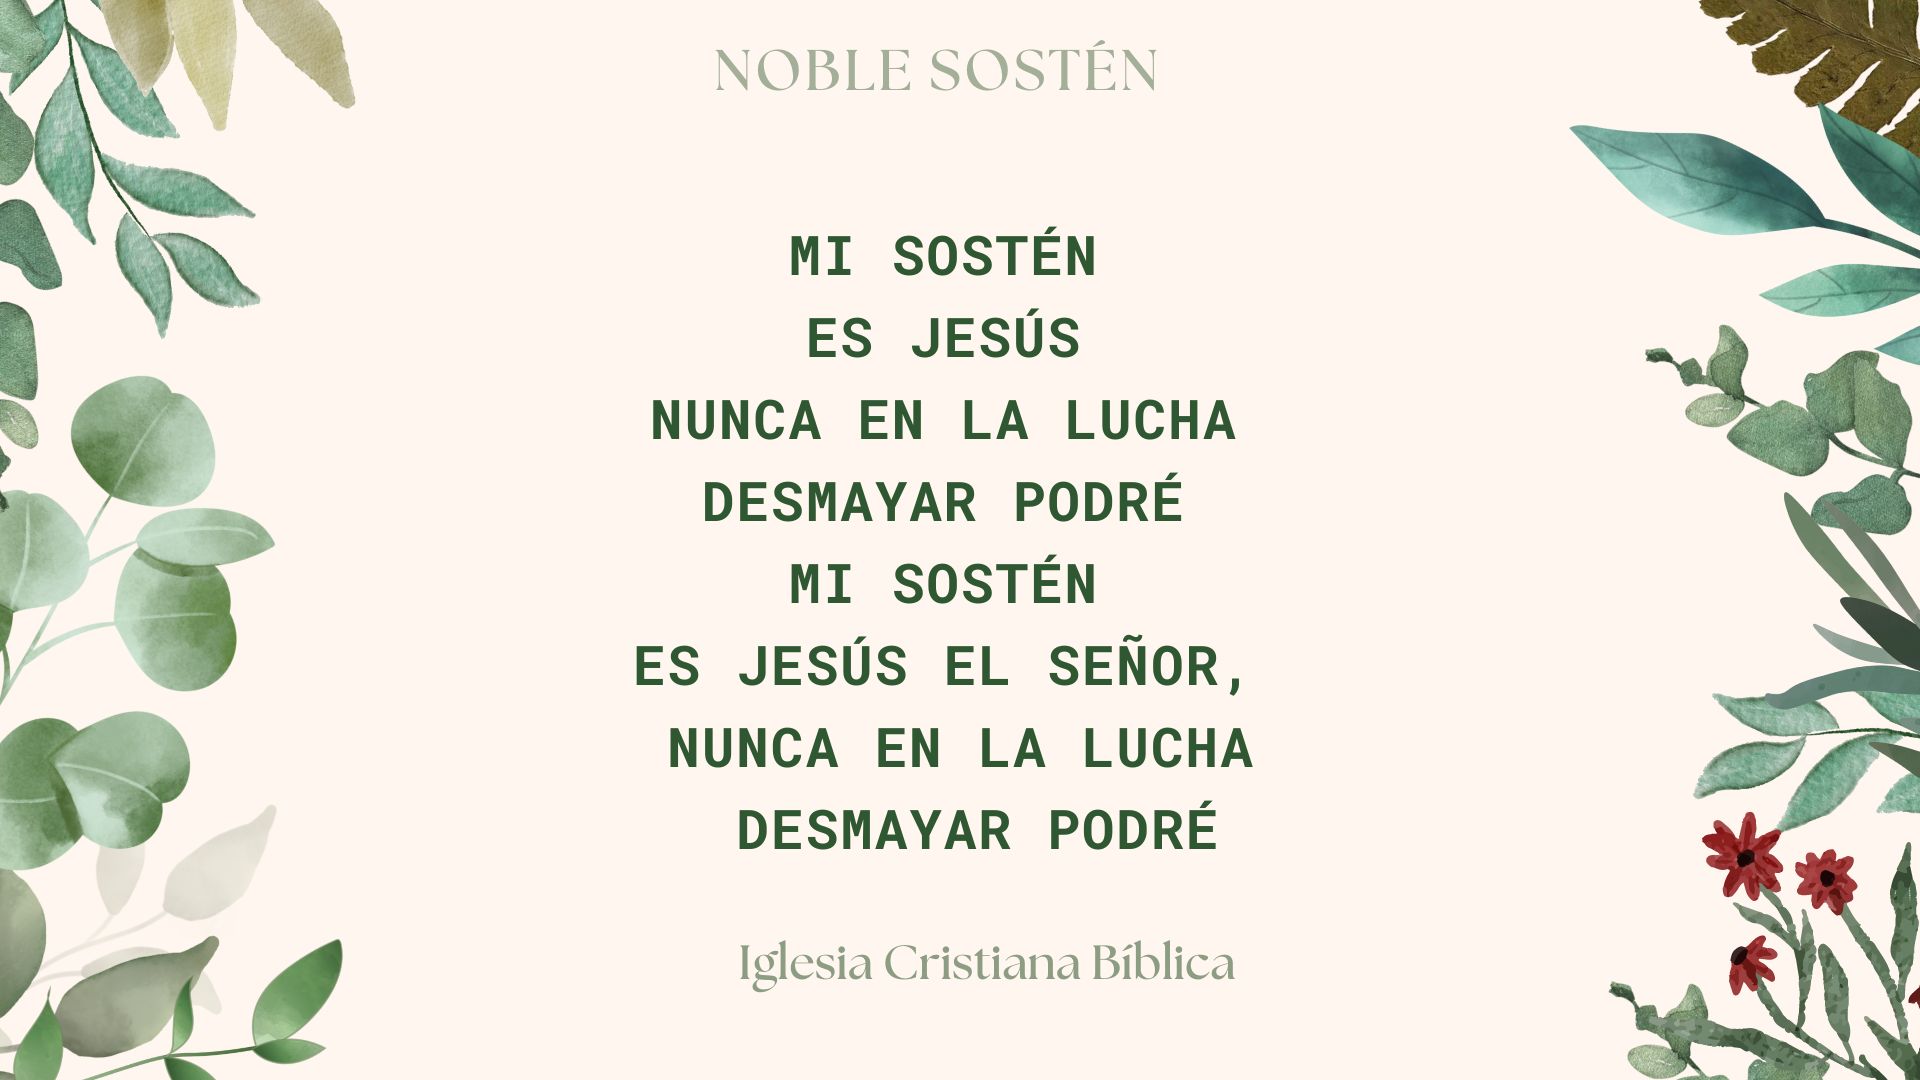 NOBLE SOSTÉN
MI SOSTÉN
ES JESÚS
NUNCA EN LA LUCHA
DESMAYAR PODRÉ
MI SOSTÉN
ES JESÚS EL SEÑOR,
NUNCA EN LA LUCHA
DESMAYAR PODRÉ
Iglesia Cristiana Bíblica